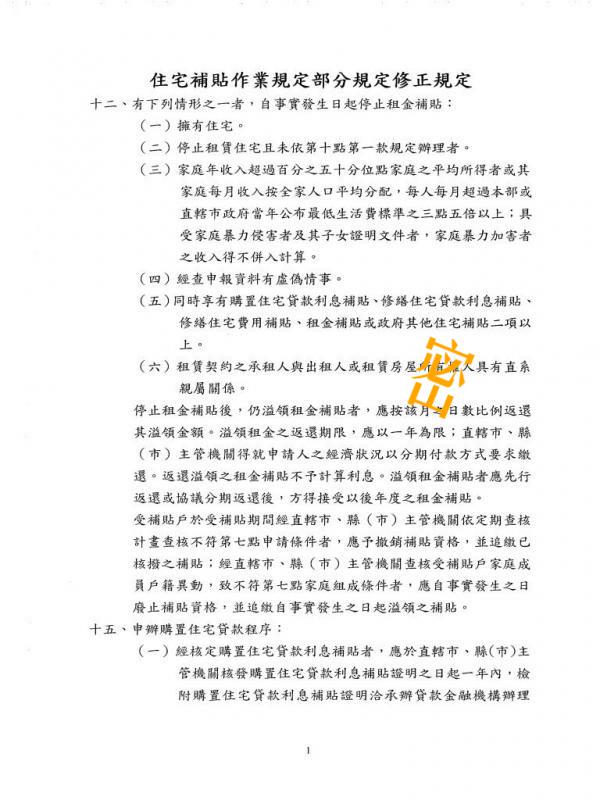 住宅補貼作業規定部分規定修正規定
十二、有下列情形之一者，自事實發生日起停止租金補貼：
（一）擁有住宅。
（二）停止租賃住宅且未依第十點第一款規定辦理者。
（三）家庭年收入超過百分之五十分位點家庭之平均所得者或其
家庭每月收入按全家人口平均分配，每人每月超過本部或
直轄市政府當年公布最低生活費標準之三點五倍以上；具
受家庭暴力侵害者及其子女證明文件者，家庭暴力加害者
之收入得不併入計算。
（四）經查申報資料有虛偽情事。
（五）同時享有購置住宅貸款利息補貼、修繕住宅貸款利息補貼、
修繕住宅費用補貼、租金補貼或政府其他住宅補貼二項以
上。
（六）租賃契約之承租人與出租人或租賃房屋所有權人具有直系
親屬關係。
密
停止租金補貼後，仍溢領租金補貼者，應按該月之日數比例返還
其溢領金額。溢領租金之返還期限，應以一年為限；直轄市、縣
（市）主管機關得就申請人之經濟狀況以分期付款方式要求繳
還。返還溢領之租金補貼不予計算利息。溢領租金補貼者應先行
返還或協議分期返還後，方得接受以後年度之租金補貼。
受補貼戶於受補貼期間經直轄市、縣（市）主管機關依定期查核
計畫查核不符第七點申請條件者，應予撤銷補貼資格，並追繳已
核撥之補貼；經直轄市、縣（市）主管機關查核受補貼戶家庭成
員戶籍異動，致不符第七點家庭組成條件者，應自事實發生之日
廢止補貼資格，並追繳自事實發生之日起溢領之補貼。
十五、申辦購置住宅貸款程序：
（一）經核定購置住宅貸款利息補貼者，應於直轄市、縣(市)主
管機關核發購置住宅貸款利息補貼證明之日起一年內，檢
附購置住宅貸款利息補貼證明洽承辦貸款金融機構辦理
1